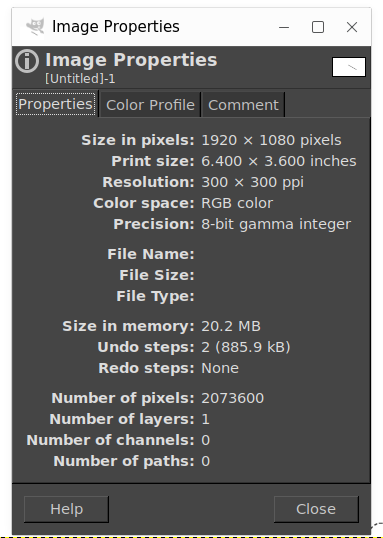 Image Properties
Image Properties
[Untitled]-1
Properties Color Profile Comment
Size in pixels: 1920 × 1080 pixels
Print size: 6.400 × 3.600 inches
Resolution: 300 × 300 ppi
Color space: RGB color
Precision: 8-bit gamma integer
File Name:
File Size:
File Type:
Size in memory: 20.2 MB
Undo steps: 2 (885.9 kB)
Redo steps: None
Number of pixels: 2073600
Number of layers: 1
Number of channels: 0
Number of paths: 0
Help Close